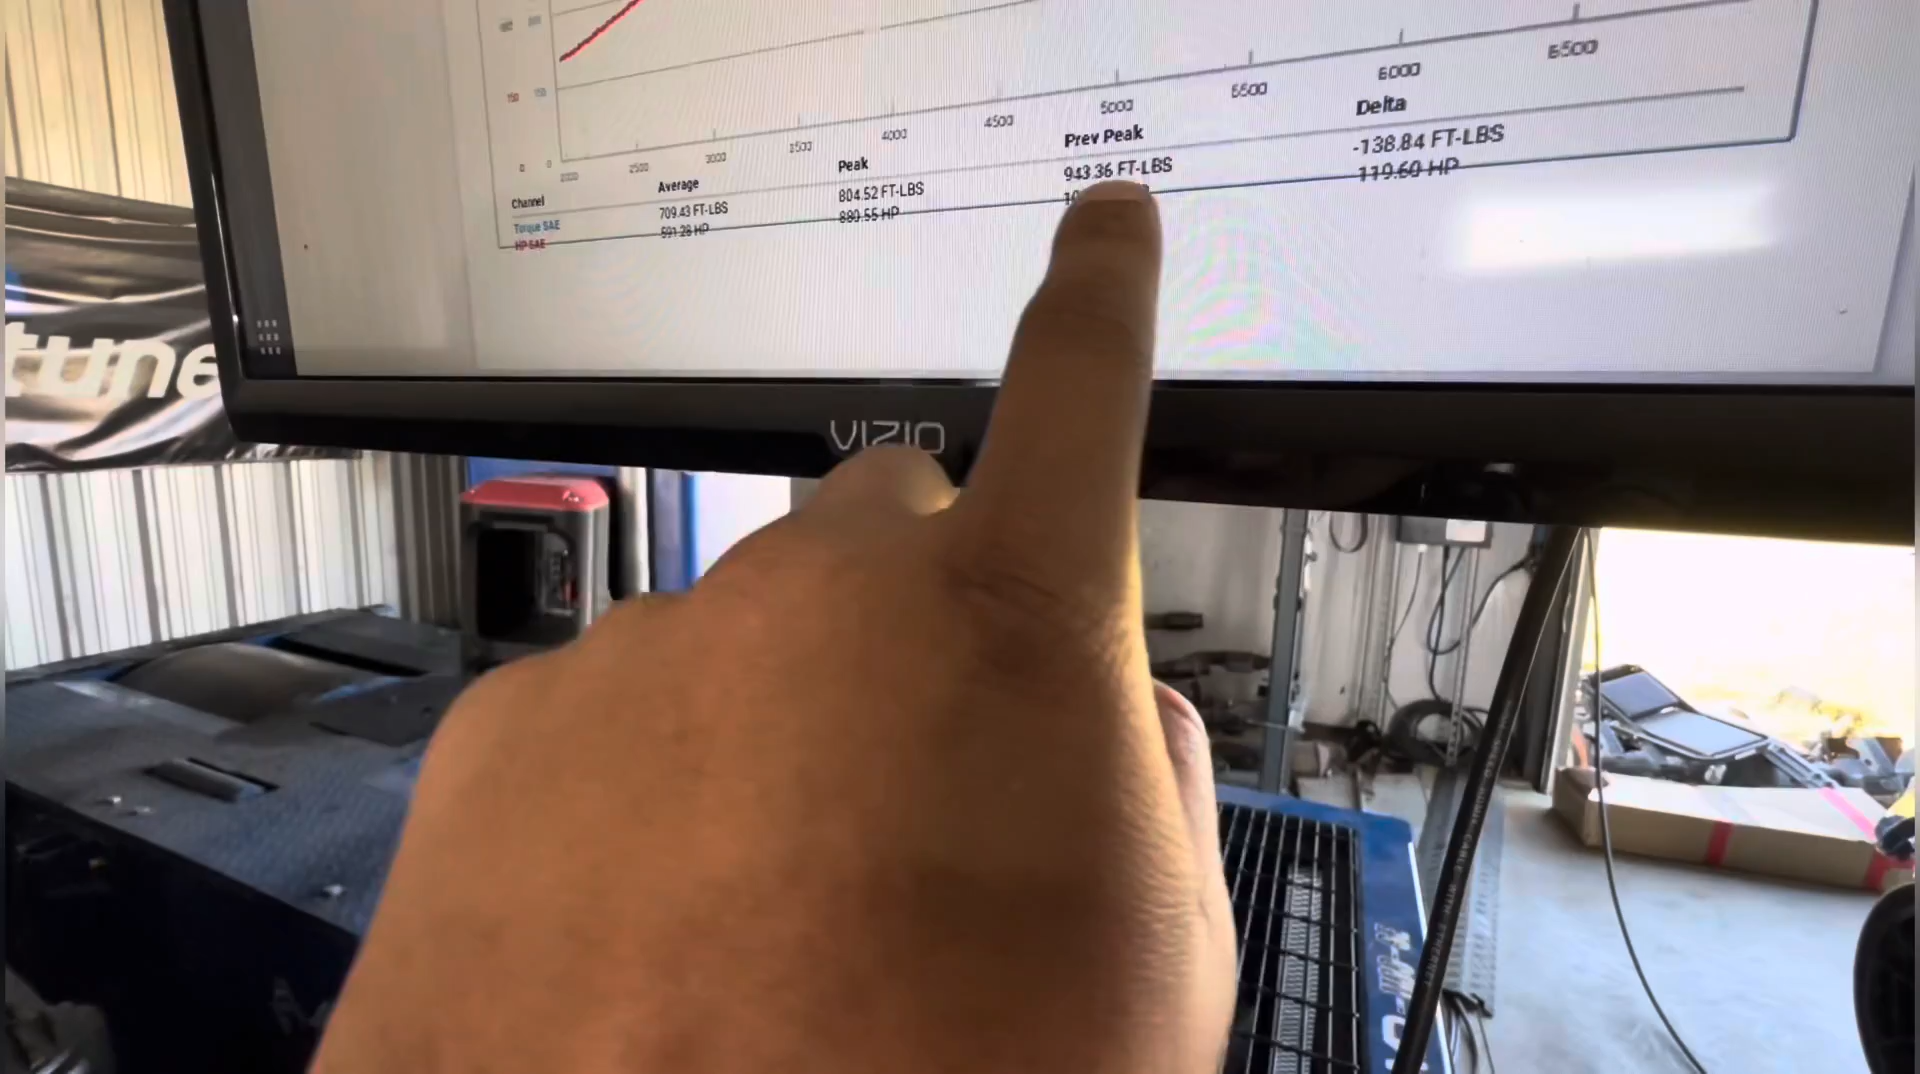 150 150
0 0
2000 2500 3000 3500 4000 4500 5000 5500 6000 6500
Channel Average Peak Prev Peak Delta
Torque SAE 709.43 FT-LBS 804.52 FT-LBS 943.36 FT-LBS -138.84 FT-LBS
HP SAE 591.28 HP 880.55 HP 119.60 HP
tune
VIZIO